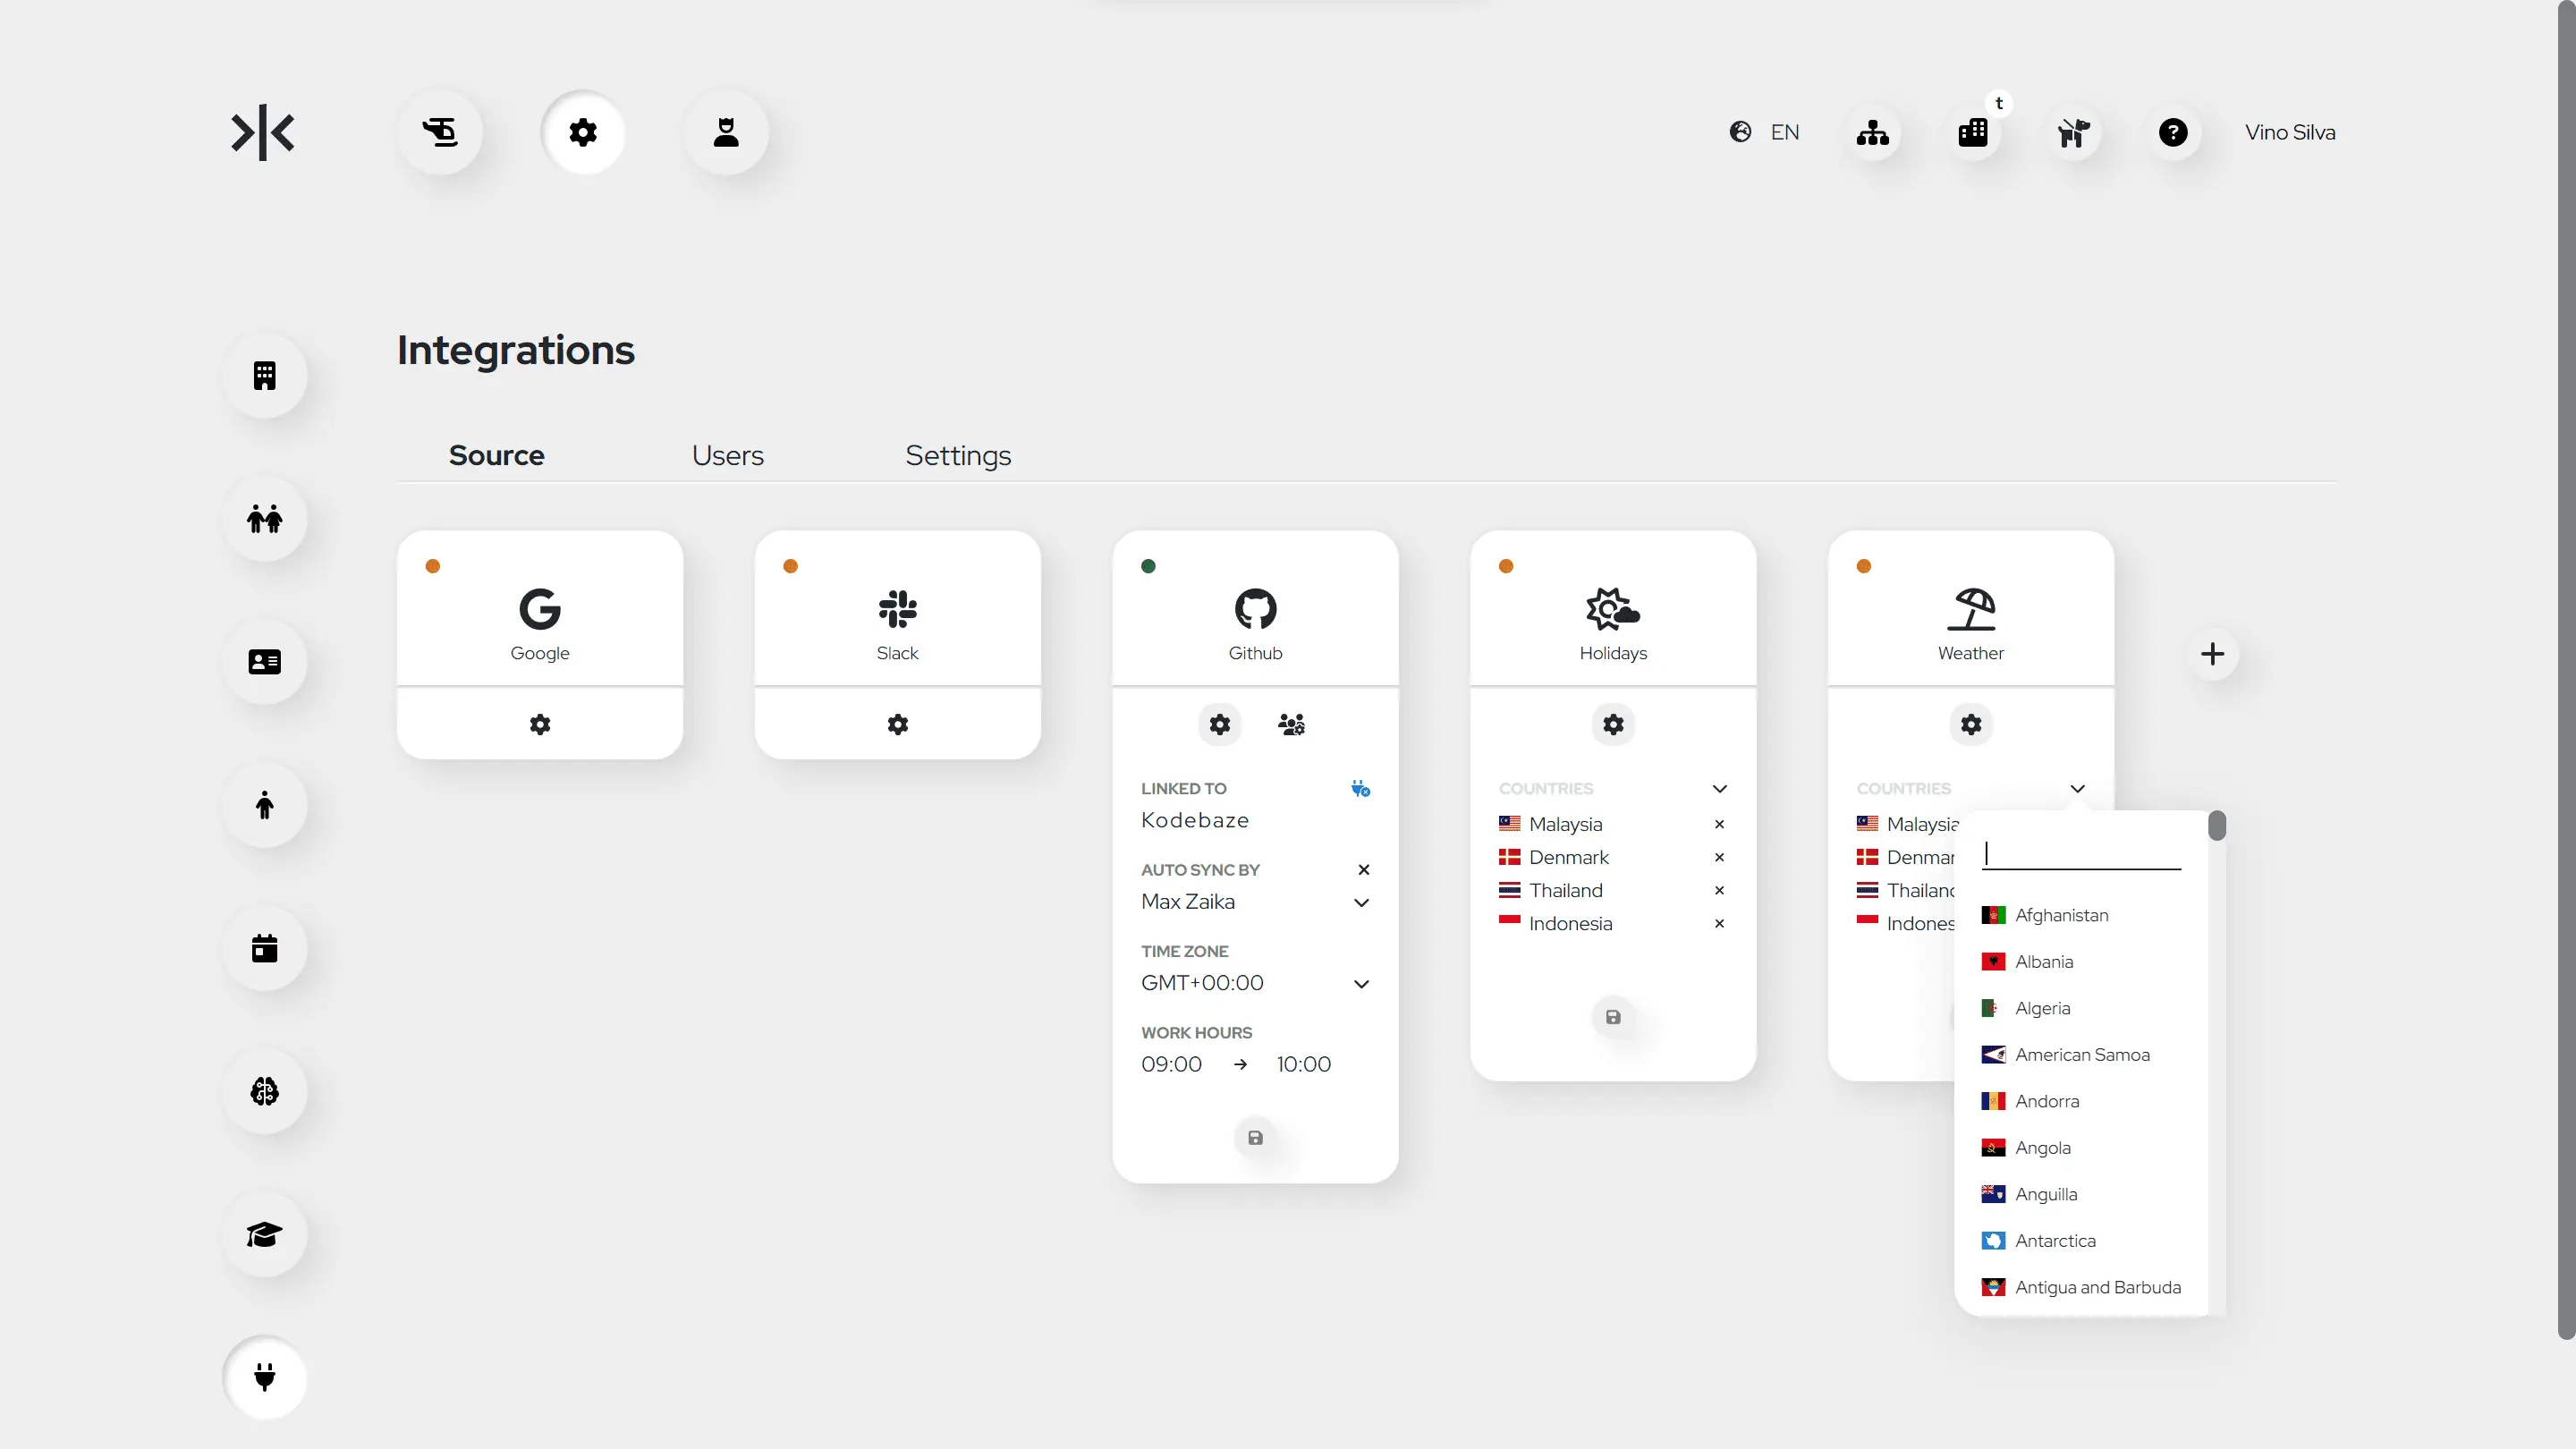 t
EN
Vino Silva
Integrations
Source
Users
Settings
Google
Slack
Github
LINKED TO
Kodebaze
AUTO SYNC BY
Max Zaika
TIME ZONE
GMT+00:00
WORK HOURS
09:00 → 10:00
Holidays
COUNTRIES
Malaysia
Denmark
Thailand
Indonesia
Weather
COUNTRIES
Malaysia
Denmar
Thailand
Indones
Afghanistan
Albania
Algeria
American Samoa
Andorra
Angola
Anguilla
Antarctica
Antigua and Barbuda